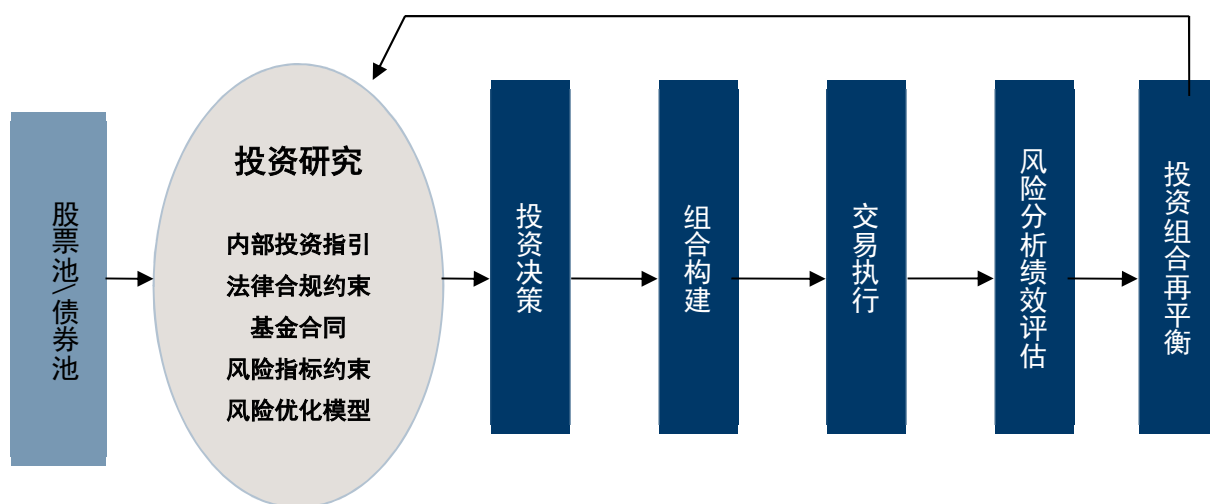 股票池/债券池
投资研究
内部投资指引
法律合规约束
基金合同
风险指标约束
风险优化模型
投资决策
组合构建
交易执行
风险分析绩效评估
投资组合再平衡